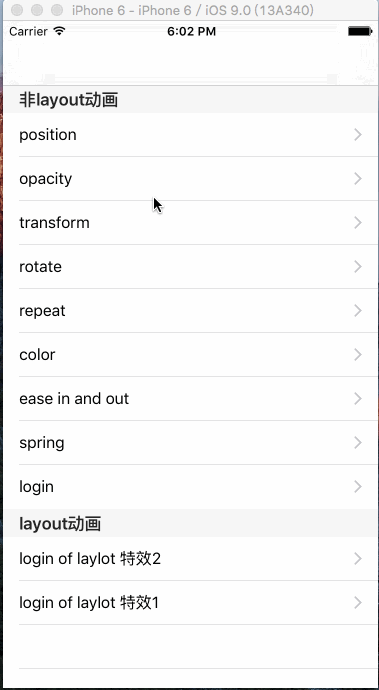 iPhone 6 - iPhone 6 / iOS 9.0 (13A340)
Carrier 6:02 PM
非layout动画
position
opacity
transform
rotate
repeat
color
ease in and out
spring
login
layout动画
login of laylot 特效2
login of laylot 特效1